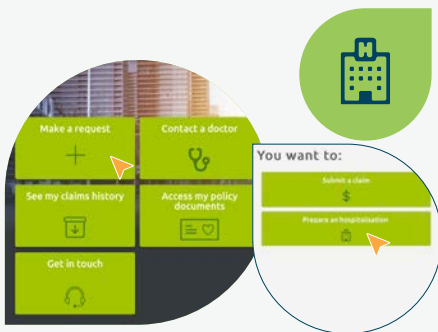 H
Make a request
Contact a doctor
See my claims history
Access my policy
documents
Get in touch
You want to:
Submit a claim
$
Prepare an hospitalisation